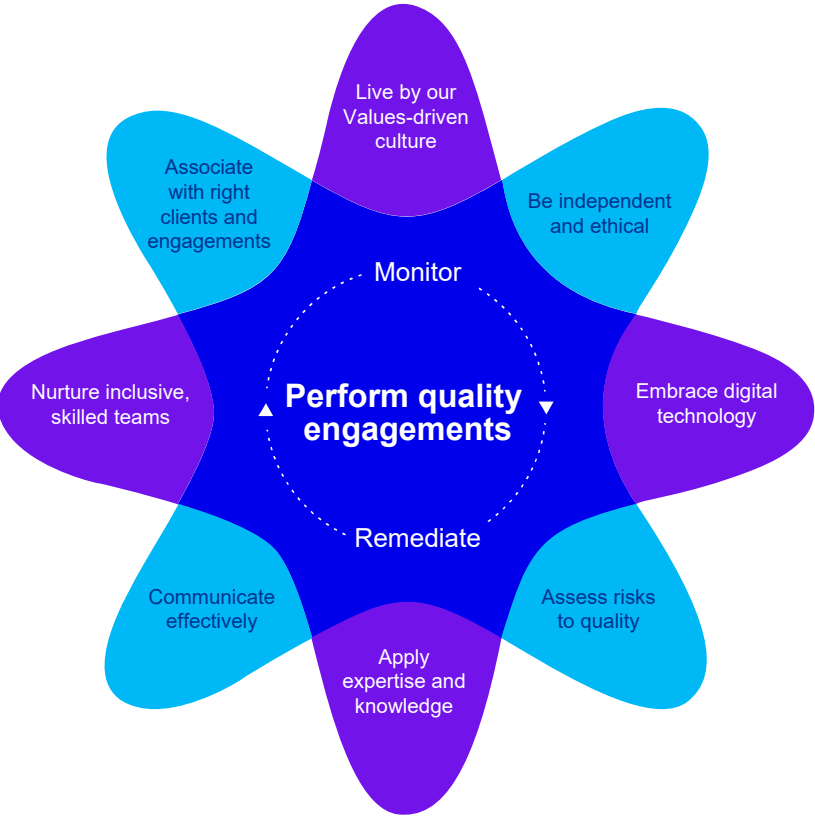 Live by our
Values-driven
culture
Be independent
and ethical
Embrace digital
technology
Assess risks
to quality
Apply
expertise and
knowledge
Communicate
effectively
Nurture inclusive,
skilled teams
Associate
with right
clients and
engagements
Monitor
Perform quality
engagements
Remediate